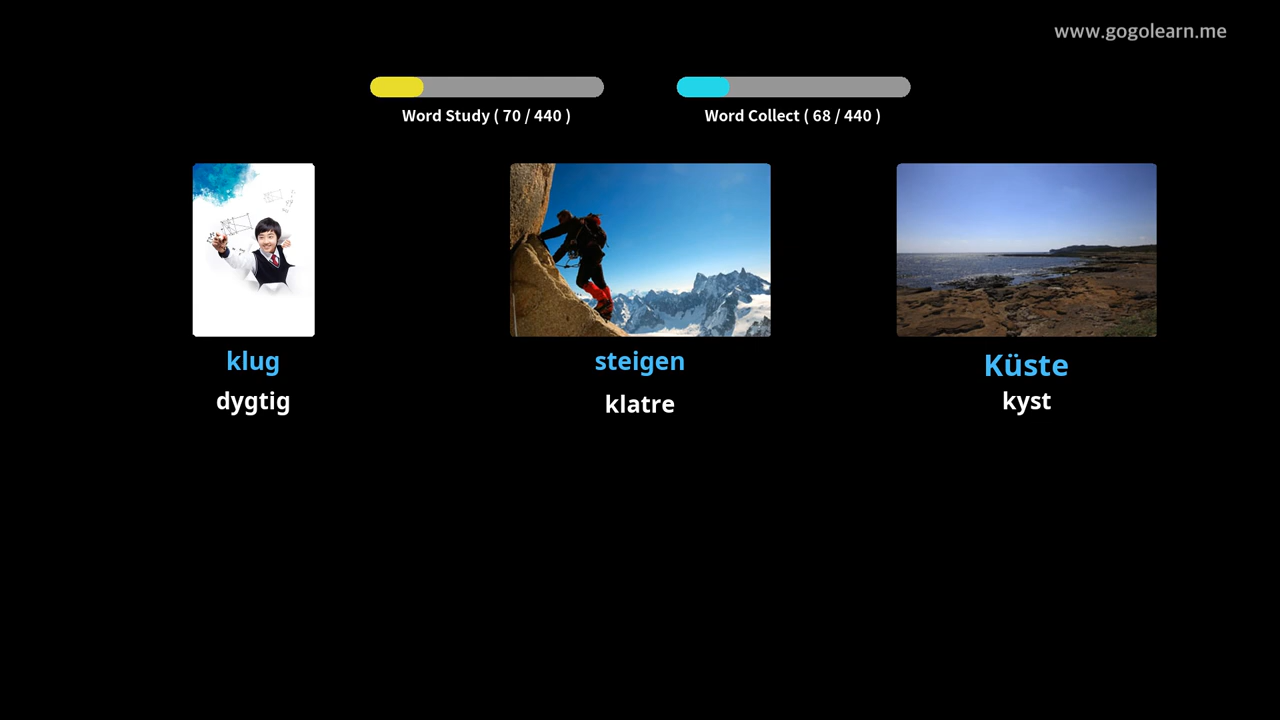 www.gogolearn.me
Word Study ( 70 / 440 )
Word Collect ( 68 / 440 )
klug
dygtig
steigen
klatre
Küste
kyst